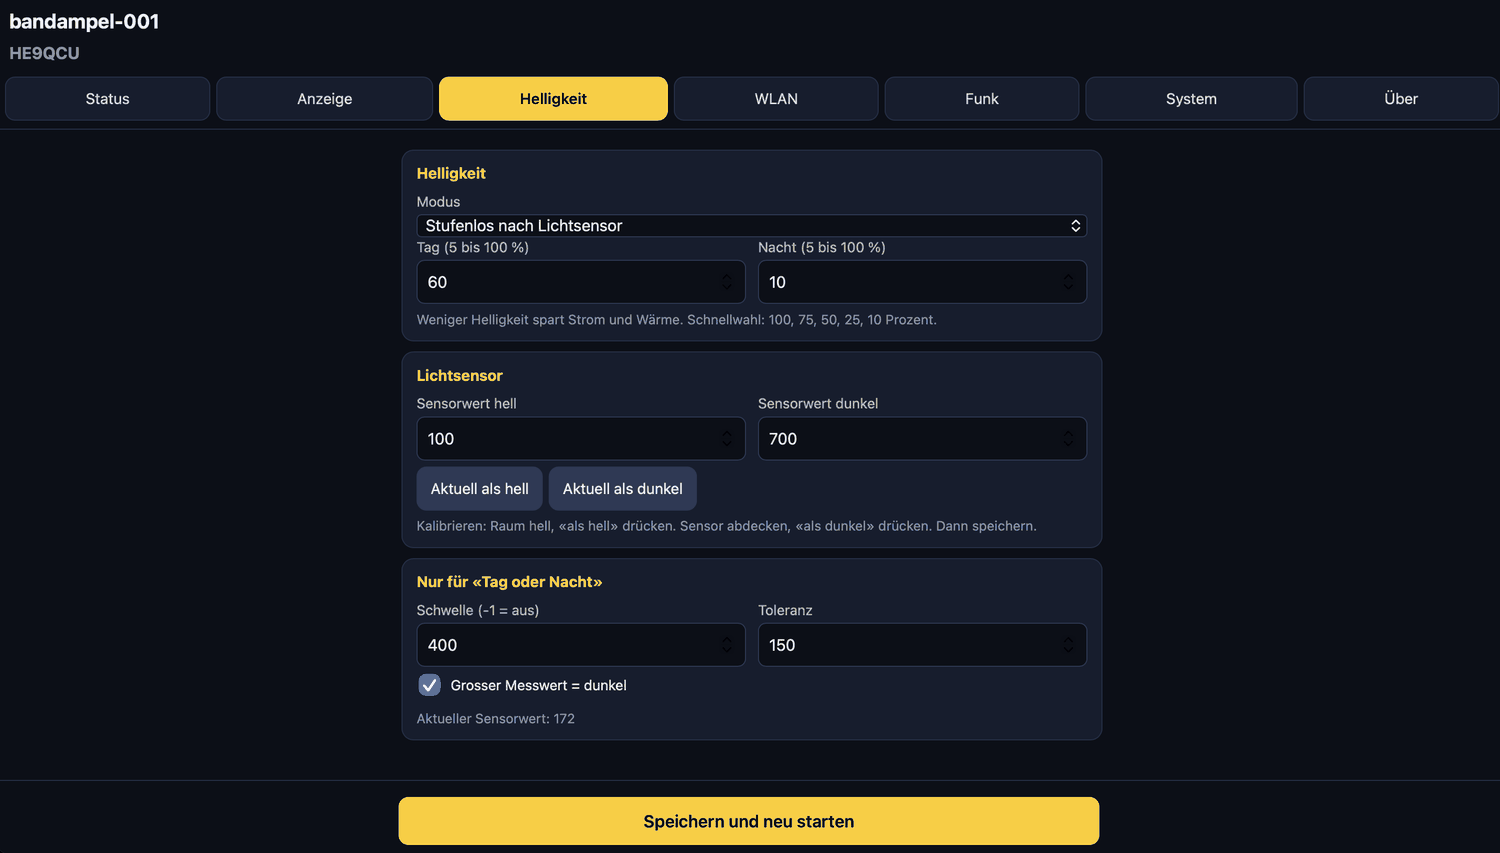 bandampel-001
HE9QCU
Status
Anzeige
Helligkeit
WLAN
Funk
System
Über
Helligkeit
Modus
Stufenlos nach Lichtsensor
Tag (5 bis 100 %)
Nacht (5 bis 100 %)
60
10
Weniger Helligkeit spart Strom und Wärme. Schnellwahl: 100, 75, 50, 25, 10 Prozent.
Lichtsensor
Sensorwert hell
Sensorwert dunkel
100
700
Aktuell als hell
Aktuell als dunkel
Kalibrieren: Raum hell, «als hell» drücken. Sensor abdecken, «als dunkel» drücken. Dann speichern.
Nur für «Tag oder Nacht»
Schwelle (-1 = aus)
Toleranz
400
150
Grosser Messwert = dunkel
Aktueller Sensorwert: 172
Speichern und neu starten